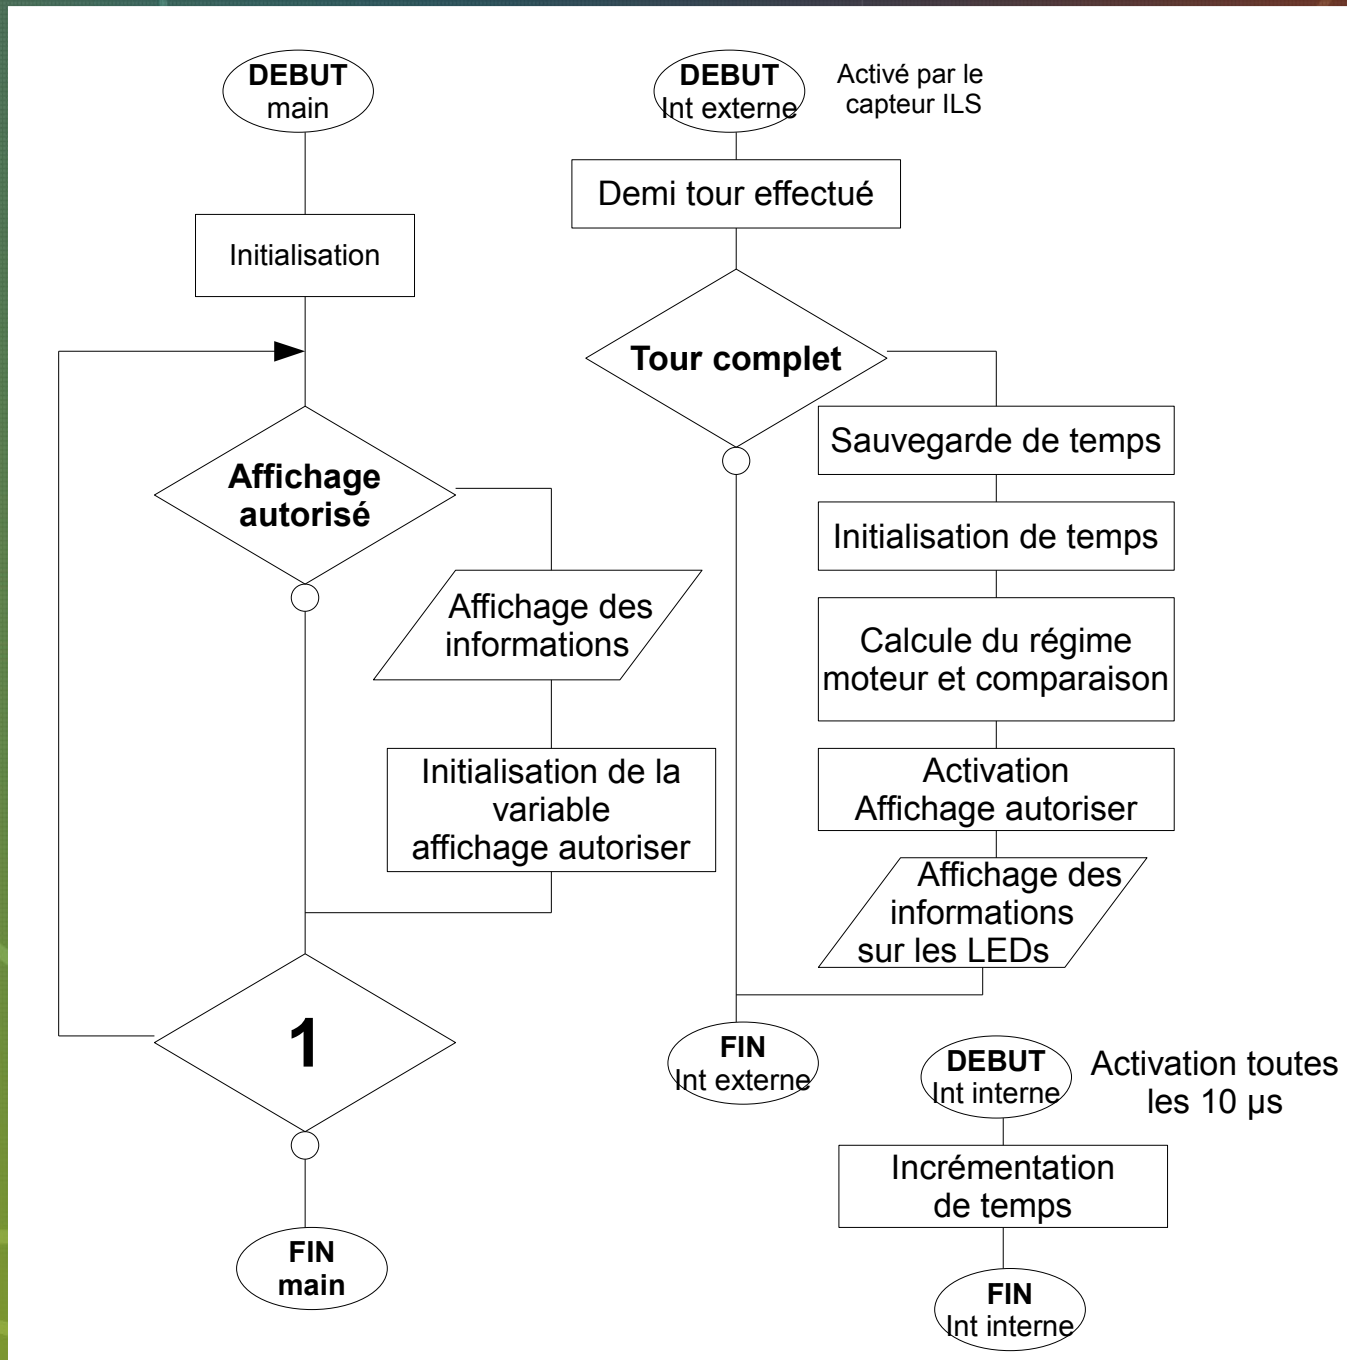 DEBUT
main
Initialisation
Affichage
autorisé
Affichage des
informations
Initialisation de la
variable
affichage autoriser
1
FIN
main
DEBUT
Int externe
Activé par le
capteur ILS
Demi tour effectué
Tour complet
Sauvegarde de temps
Initialisation de temps
Calcule du régime
moteur et comparaison
Activation
Affichage autoriser
Affichage des
informations
sur les LEDs
FIN
Int externe
DEBUT
Int interne
Activation toutes
les 10 µs
Incrémentation
de temps
FIN
Int interne